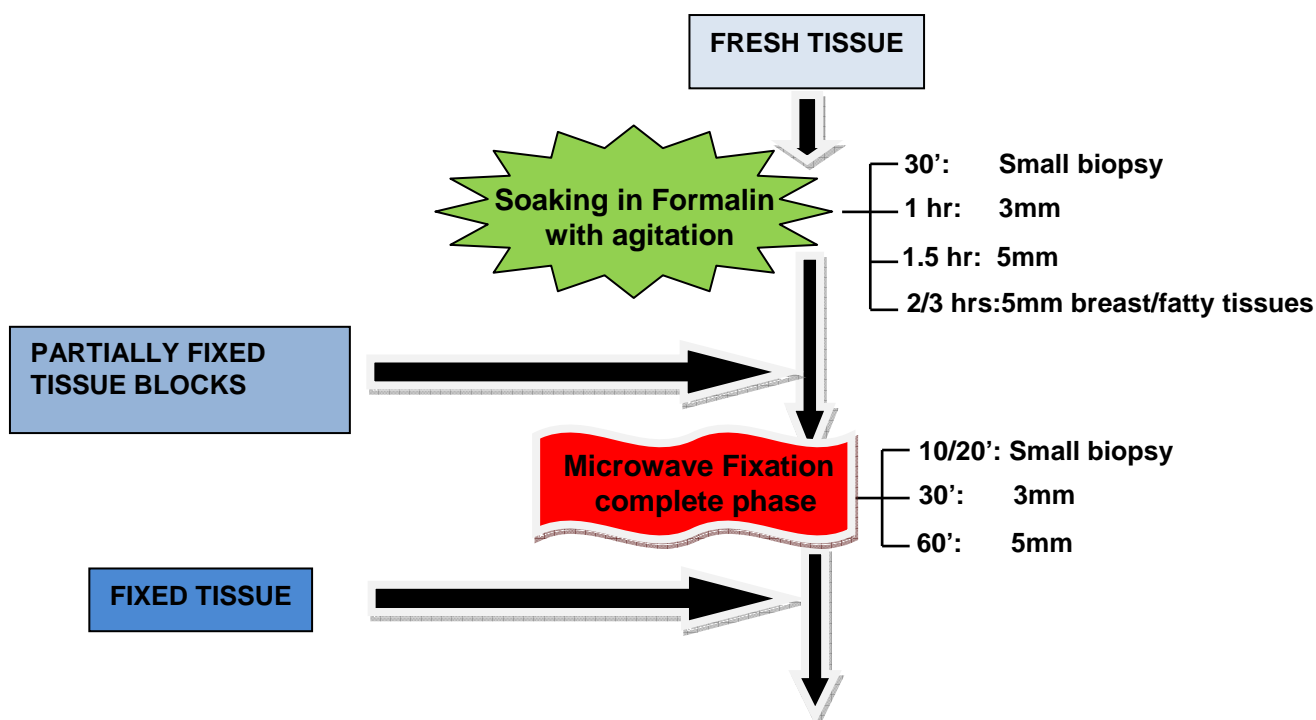 FRESH TISSUE
Soaking in Formalin
with agitation
30’: Small biopsy
1 hr: 3mm
1.5 hr: 5mm
2/3 hrs:5mm breast/fatty tissues
PARTIALLY FIXED
TISSUE BLOCKS
Microwave Fixation
complete phase
10/20’: Small biopsy
30’: 3mm
60’: 5mm
FIXED TISSUE